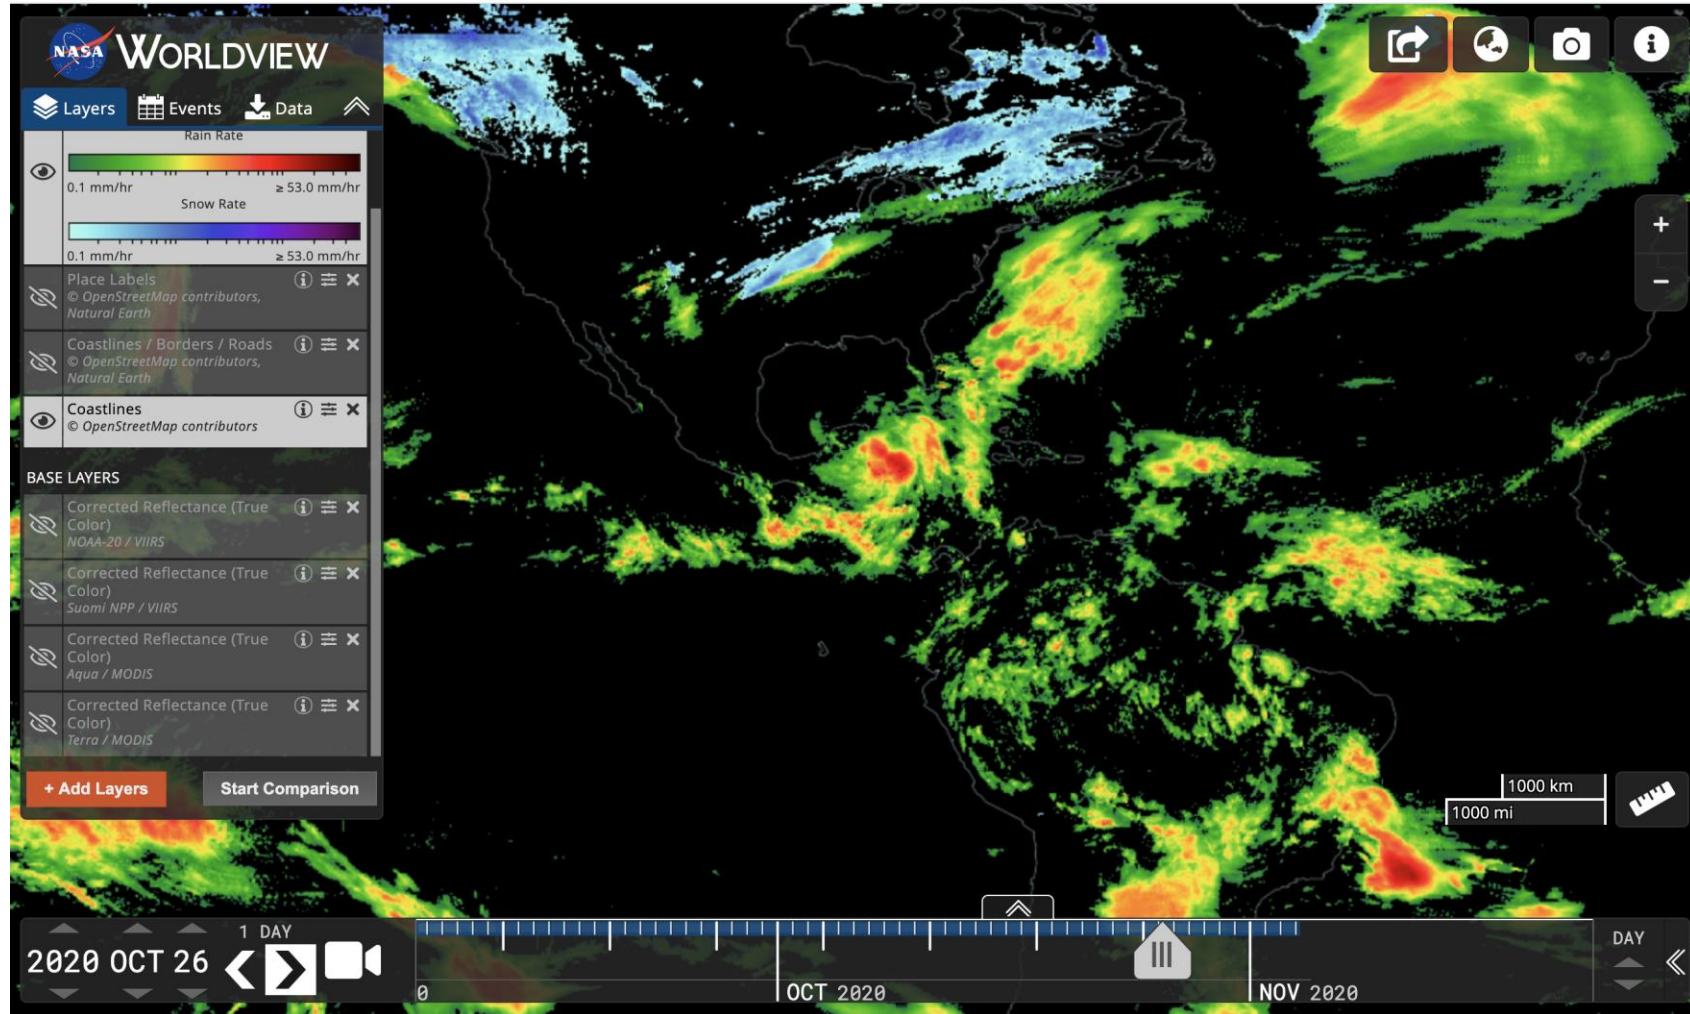 NASA WORLDVIEW
Layers Events Data
Rain Rate
0.1 mm/hr ≥ 53.0 mm/hr
Snow Rate
0.1 mm/hr ≥ 53.0 mm/hr
Place Labels
© OpenStreetMap contributors,
Natural Earth
Coastlines / Borders / Roads
© OpenStreetMap contributors,
Natural Earth
Coastlines
© OpenStreetMap contributors
BASE LAYERS
Corrected Reflectance (True
Color)
NOAA-20 / VIIRS
Corrected Reflectance (True
Color)
Suomi NPP / VIIRS
Corrected Reflectance (True
Color)
Aqua / MODIS
Corrected Reflectance (True
Color)
Terra / MODIS
+ Add Layers Start Comparison
1000 km
1000 mi
1 DAY
2020 OCT 26
0
OCT 2020
NOV 2020
DAY